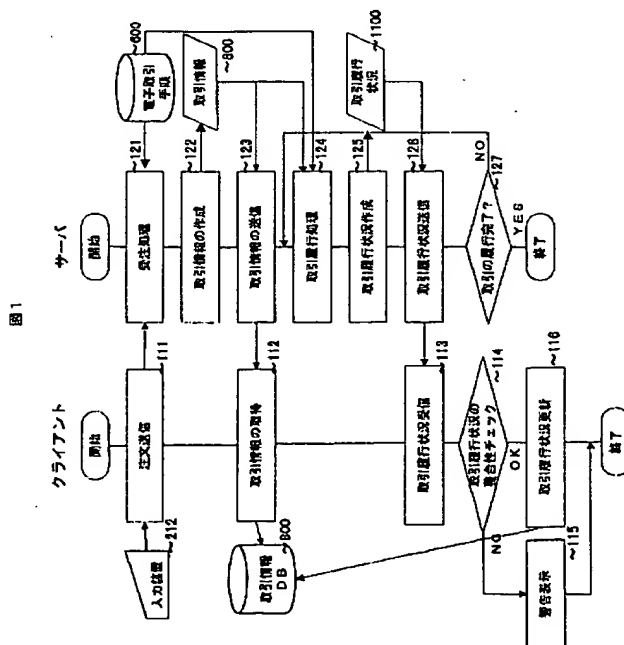 図1
クライアント
サーバ
開始
開始
入力装置
212
注文送信
111
受注処理
121
電子取引
手順
600
取引情報の作成
122
取引情報
800
取引情報の取得
112
取引情報の送信
123
取引情報
DB
800
取引履行処理
124
取引履行状況作成
125
取引履行
状況
1100
取引履行状況受信
113
取引履行状況送信
126
取引履行状況の
整合性チェック
114
取引の履行完了?
127
NO
YES
NG
OK
警告表示
115
取引履行状況更新
116
終了
終了